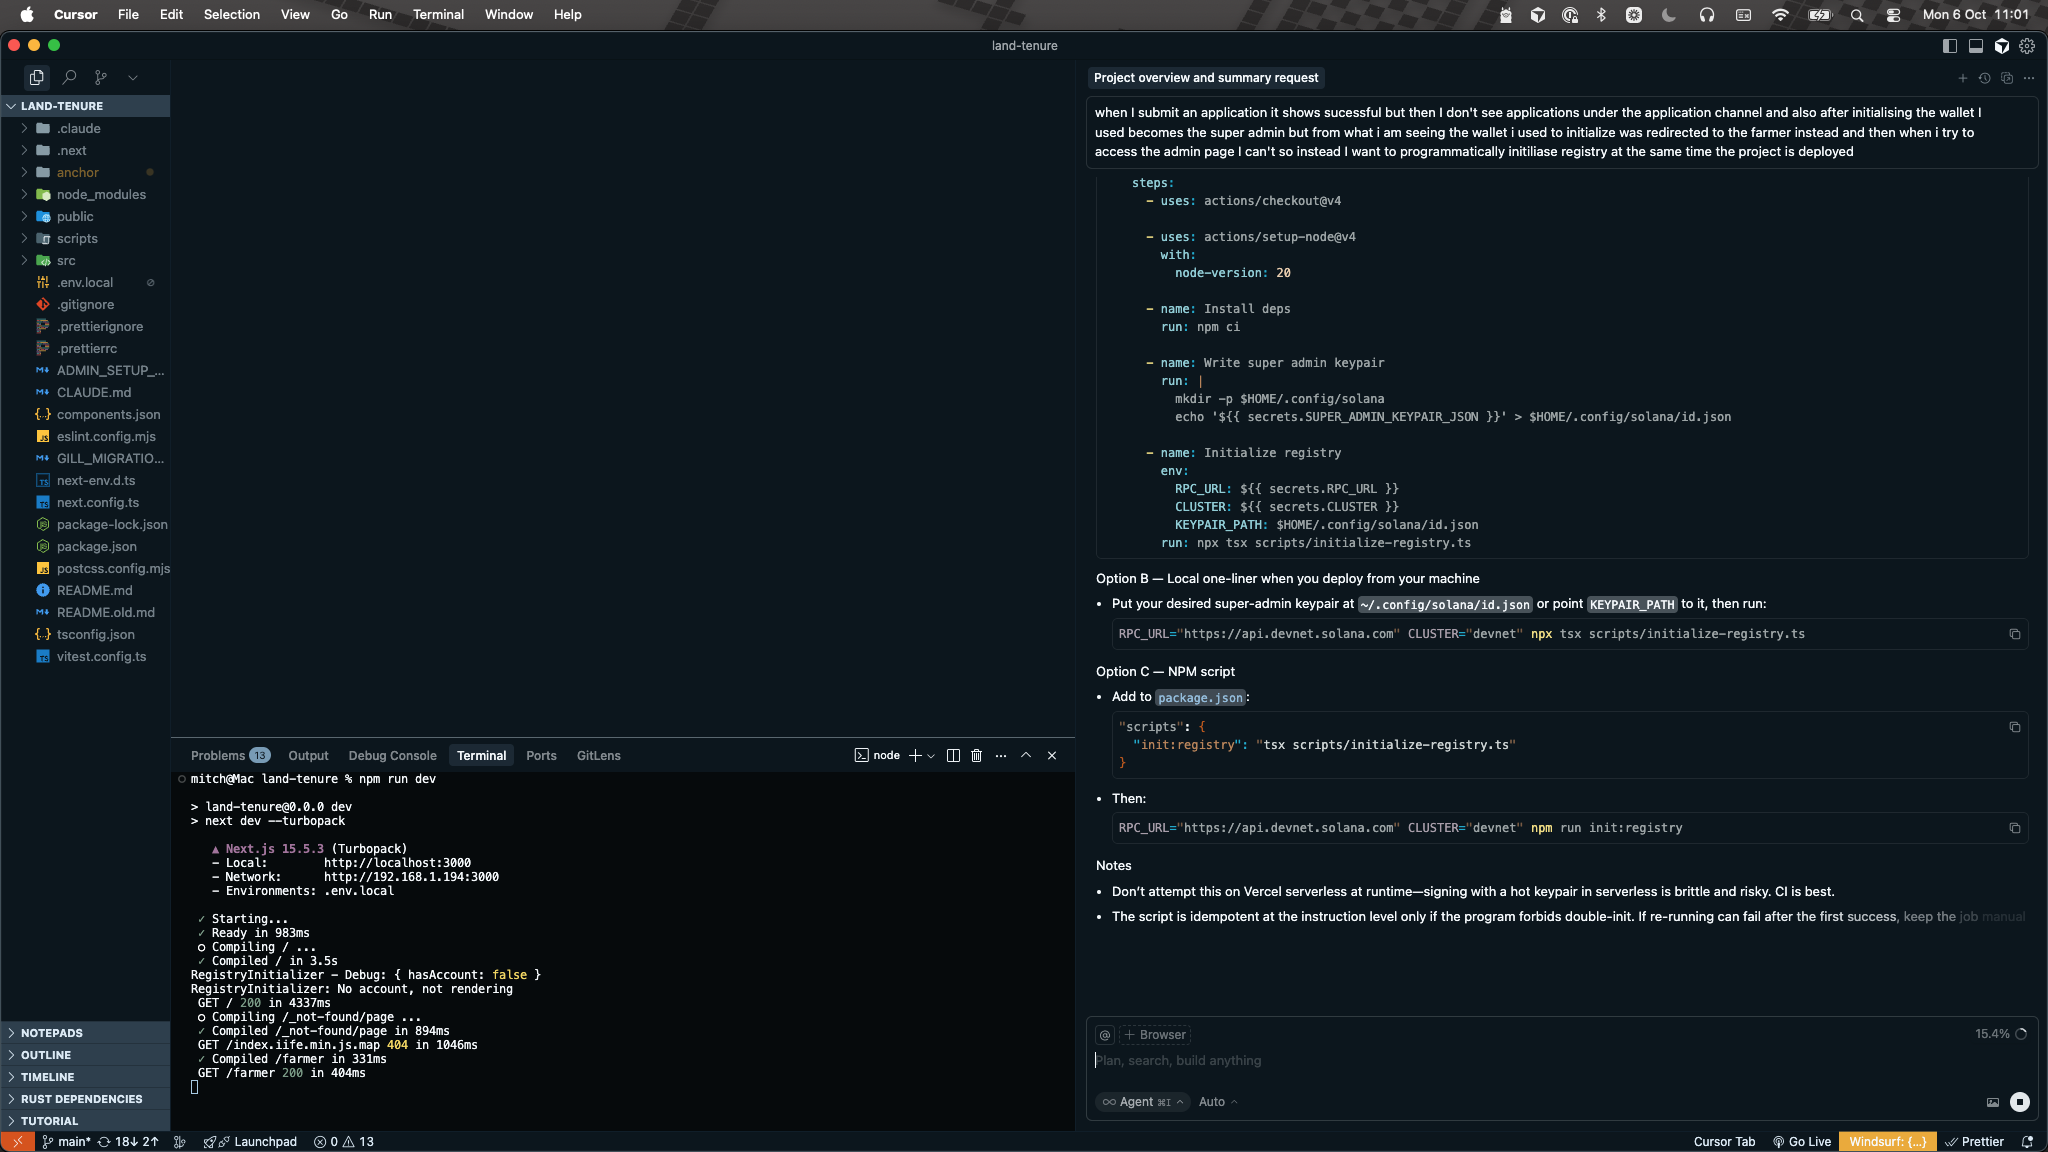 Cursor File Edit Selection View Go Run Terminal Window Help
Mon 6 Oct 11:01
land-tenure
LAND-TENURE
.claude
.next
anchor
node_modules
public
scripts
src
.env.local
.gitignore
.prettierignore
.prettierrc
ADMIN_SETUP_...
CLAUDE.md
components.json
eslint.config.mjs
GILL_MIGRATIO...
next-env.d.ts
next.config.ts
package-lock.json
package.json
postcss.config.mjs
README.md
README.old.md
tsconfig.json
vitest.config.ts
NOTEPADS
OUTLINE
TIMELINE
RUST DEPENDENCIES
TUTORIAL
Problems 13 Output Debug Console Terminal Ports GitLens
node
mitch@Mac land-tenure % npm run dev
> land-tenure@0.0.0 dev
> next dev --turbopack
▲ Next.js 15.5.3 (Turbopack)
- Local: http://localhost:3000
- Network: http://192.168.1.194:3000
- Environments: .env.local
✓ Starting...
✓ Ready in 983ms
○ Compiling / ...
✓ Compiled / in 3.5s
RegistryInitializer - Debug: { hasAccount: false }
RegistryInitializer: No account, not rendering
GET / 200 in 4337ms
○ Compiling /_not-found/page ...
✓ Compiled /_not-found/page in 894ms
GET /index.iife.min.js.map 404 in 1046ms
✓ Compiled /farmer in 331ms
GET /farmer 200 in 404ms
Project overview and summary request
when I submit an application it shows sucessful but then I don't see applications under the application channel and also after initialising the wallet I
used becomes the super admin but from what i am seeing the wallet i used to initialize was redirected to the farmer instead and then when i try to
access the admin page I can't so instead I want to programmatically initiliase registry at the same time the project is deployed
steps:
- uses: actions/checkout@v4
- uses: actions/setup-node@v4
with:
node-version: 20
- name: Install deps
run: npm ci
- name: Write super admin keypair
run: |
mkdir -p $HOME/.config/solana
echo '${{ secrets.SUPER_ADMIN_KEYPAIR_JSON }}' > $HOME/.config/solana/id.json
- name: Initialize registry
env:
RPC_URL: ${{ secrets.RPC_URL }}
CLUSTER: ${{ secrets.CLUSTER }}
KEYPAIR_PATH: $HOME/.config/solana/id.json
run: npx tsx scripts/initialize-registry.ts
Option B — Local one-liner when you deploy from your machine
• Put your desired super-admin keypair at ~/.config/solana/id.json or point KEYPAIR_PATH to it, then run:
RPC_URL="https://api.devnet.solana.com" CLUSTER="devnet" npx tsx scripts/initialize-registry.ts
Option C — NPM script
• Add to package.json:
"scripts": {
"init:registry": "tsx scripts/initialize-registry.ts"
}
• Then:
RPC_URL="https://api.devnet.solana.com" CLUSTER="devnet" npm run init:registry
Notes
• Don't attempt this on Vercel serverless at runtime—signing with a hot keypair in serverless is brittle and risky. CI is best.
• The script is idempotent at the instruction level only if the program forbids double-init. If re-running can fail after the first success, keep the job manual
@ + Browser 15.4%
Plan, search, build anything
∞ Agent ⌘I Auto
main* 18↓ 2↑ Launchpad 0 13
Cursor Tab Go Live Windsurf: {...} Prettier